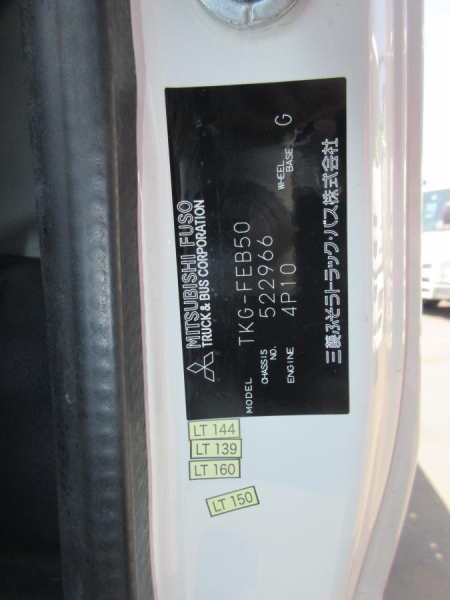 MITSUBISHI FUSO
TRUCK & BUS CORPORATION
MODEL TKG-FEB50
CHASSIS NO. 522966
ENGINE 4P10 WHEEL BASE G
三菱ふそうトラック・バス株式会社
LT 144
LT 139
LT 160
LT 150